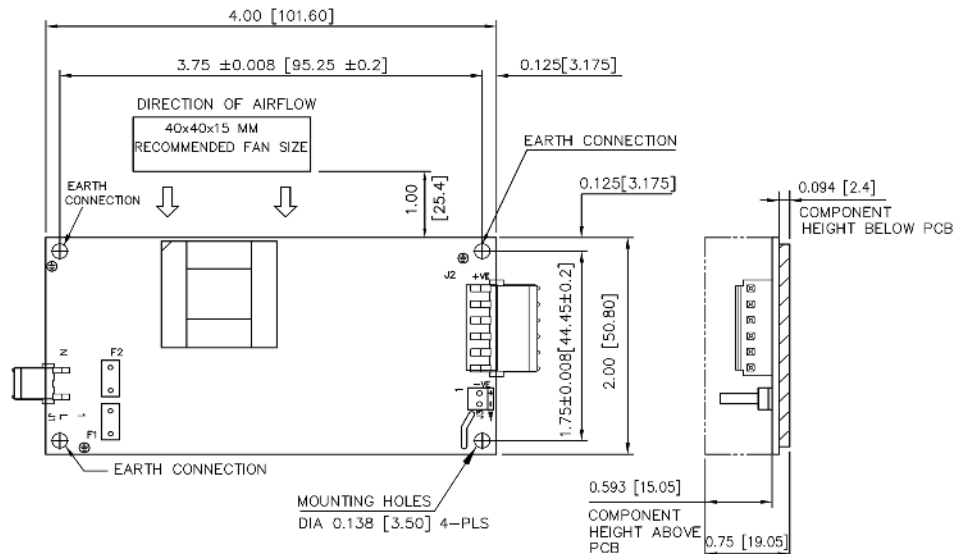 4.00 [101.60]
3.75 ±0.008 [95.25 ±0.2]
0.125[3.175]
DIRECTION OF AIRFLOW
40x40x15 MM
RECOMMENDED FAN SIZE
EARTH CONNECTION
EARTH
CONNECTION
1.00
[25.4]
0.125[3.175]
0.094 [2.4]
COMPONENT
HEIGHT BELOW PCB
J2
+VE
1.75±0.008[44.45±0.2]
2.00 [50.80]
N
F2
-VE
1
J1
L
1
F1
EARTH CONNECTION
MOUNTING HOLES
DIA 0.138 [3.50] 4-PLS
0.593 [15.05]
COMPONENT
HEIGHT ABOVE
PCB
0.75 [19.05]